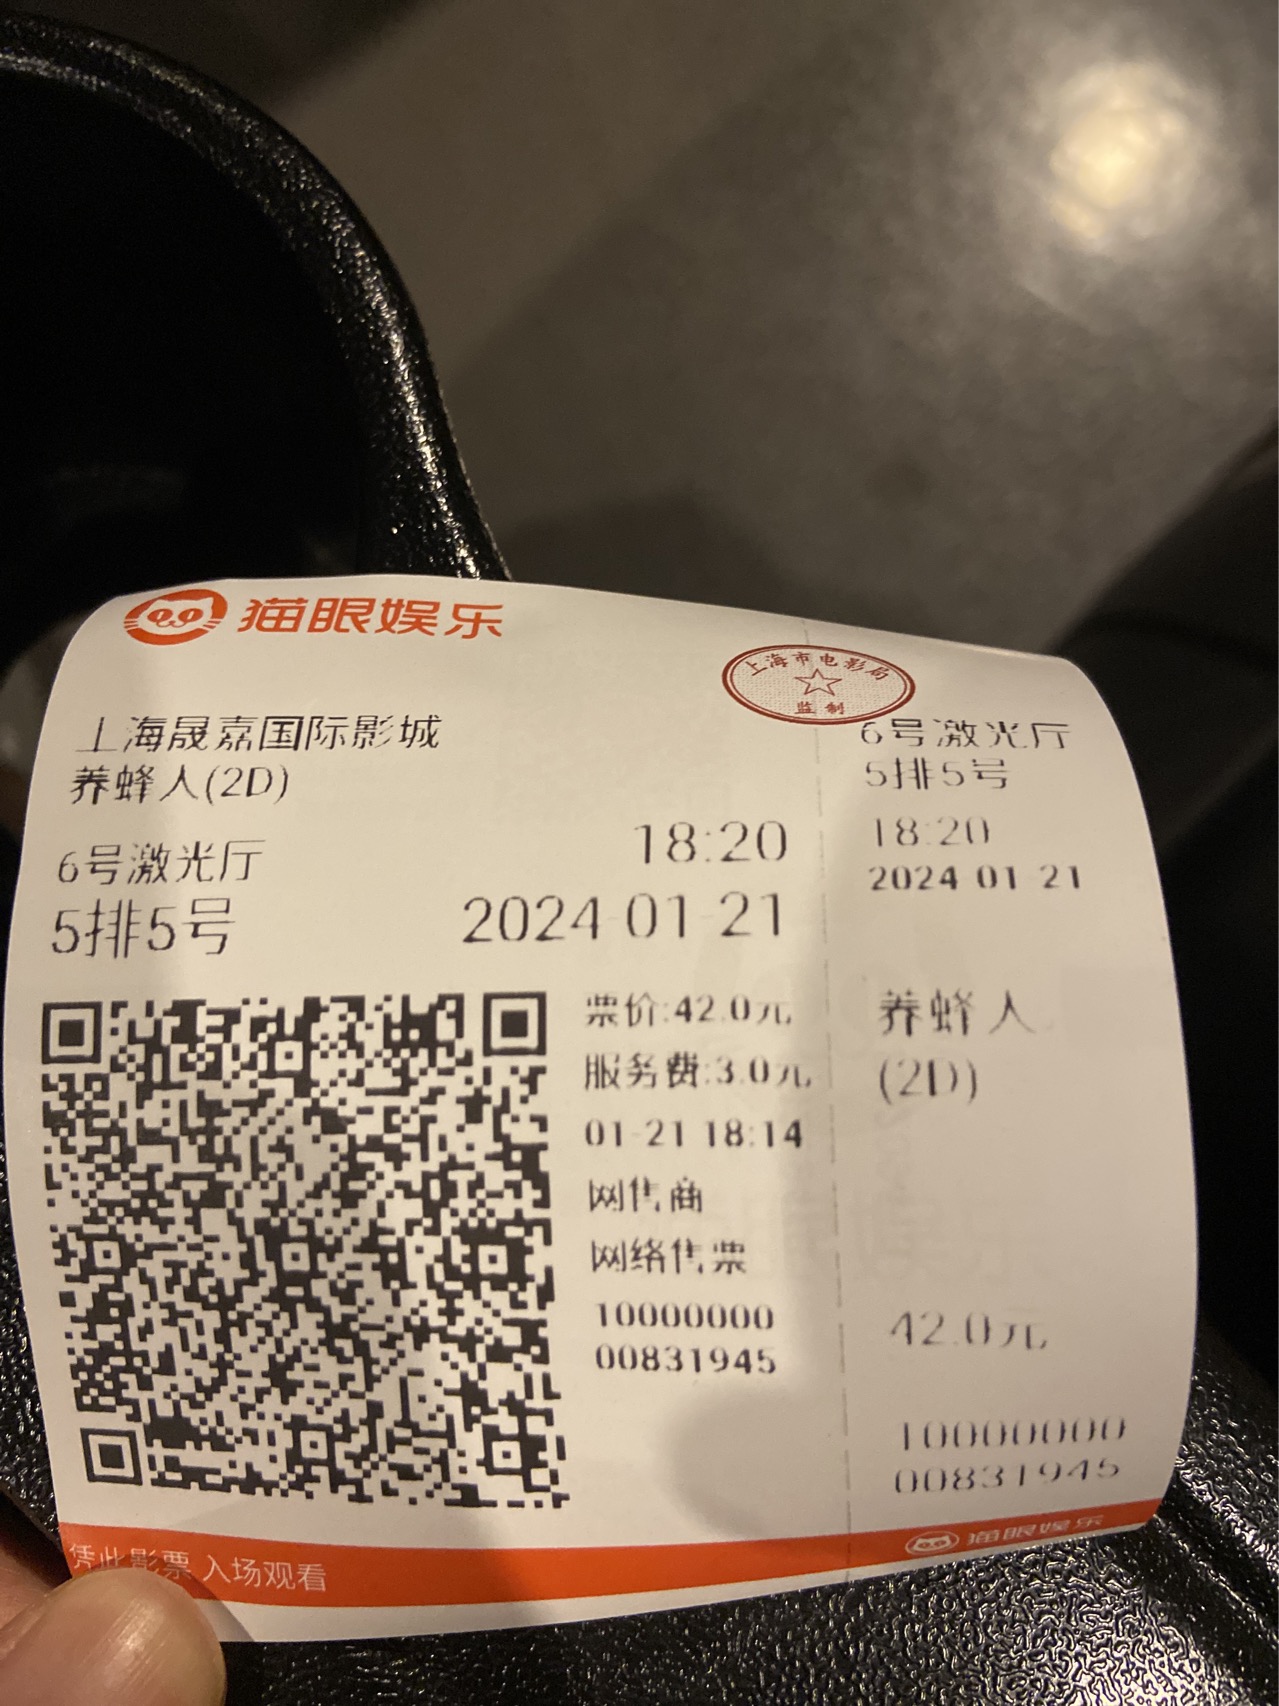 猫眼娱乐
上海市电影局
监制
上海晟嘉国际影城
养蜂人(2D)
6号激光厅
18:20
5排5号
2024-01-21
票价:42.0元
服务费:3.0元
01-21 18:14
网售商
网络售票
10000000
00831945
凭此影票 入场观看
6号激光厅
5排5号
18:20
2024-01-21
养蜂人
(2D)
42.0元
10000000
00831945
猫眼娱乐